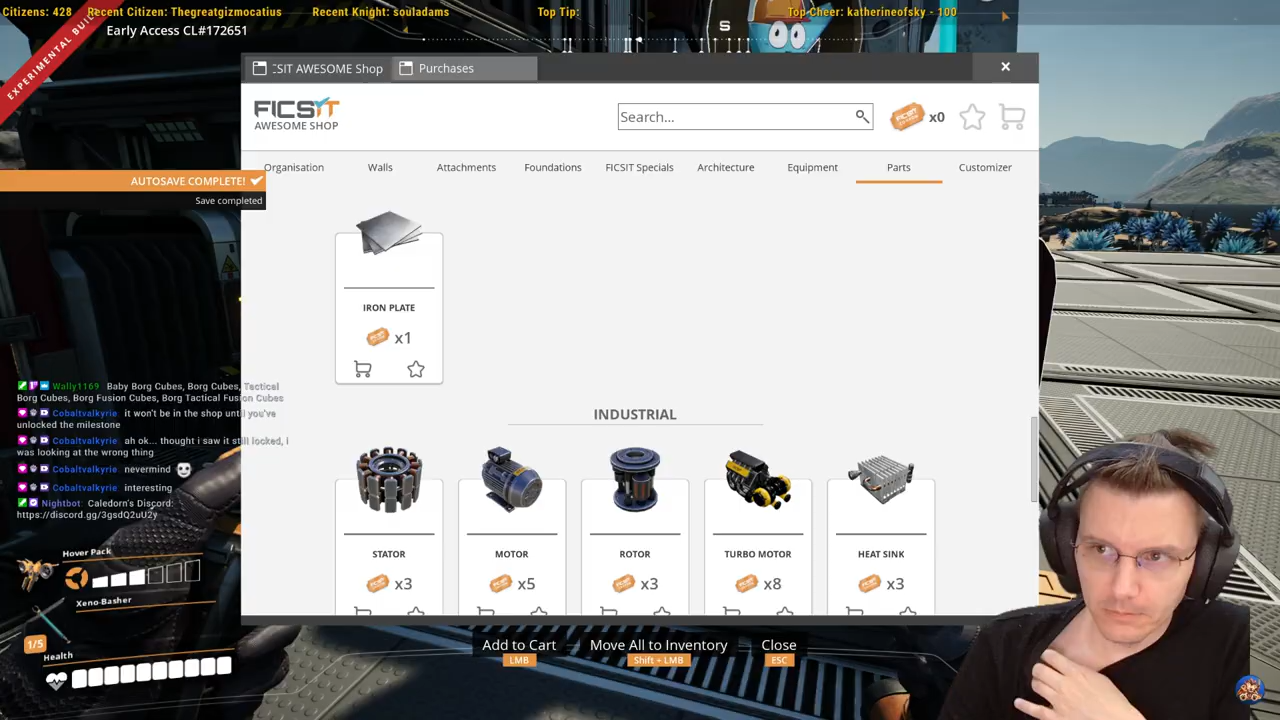 Citizens: 428
Recent Citizen: Thegreatgizmocatius
Recent Knight: souladams
Top Tip:
Top Cheer: katherineofsky - 100
Early Access CL#172651
EXPERIMENTAL BUILD
S
CSIT AWESOME Shop
Purchases
FICSIT
AWESOME SHOP
Search...
x0
Organisation
Walls
Attachments
Foundations
FICSIT Specials
Architecture
Equipment
Parts
Customizer
AUTOSAVE COMPLETE!
Save completed
IRON PLATE
x1
INDUSTRIAL
STATOR
MOTOR
ROTOR
TURBO MOTOR
HEAT SINK
x3
x5
x3
x8
x3
Wally1169 Baby Borg Cubes, Borg Cubes, Tactical
Borg Cubes, Borg Fusion Cubes, Borg Tactical Fusion Cubes
Cobaltvalkyrie: it won't be in the shop until you've
unlocked the milestone
Cobaltvalkyrie: ah ok... thought i saw it still locked, i
was looking at the wrong thing
Cobaltvalkyrie: nevermind
Cobaltvalkyrie: interesting
Nightbot: Caledorn's Discord:
https://discord.gg/3gsdQ2uU2y
Hover Pack
Xeno Basher
1/5
Health
Add to Cart
LMB
Move All to Inventory
Shift + LMB
Close
ESC